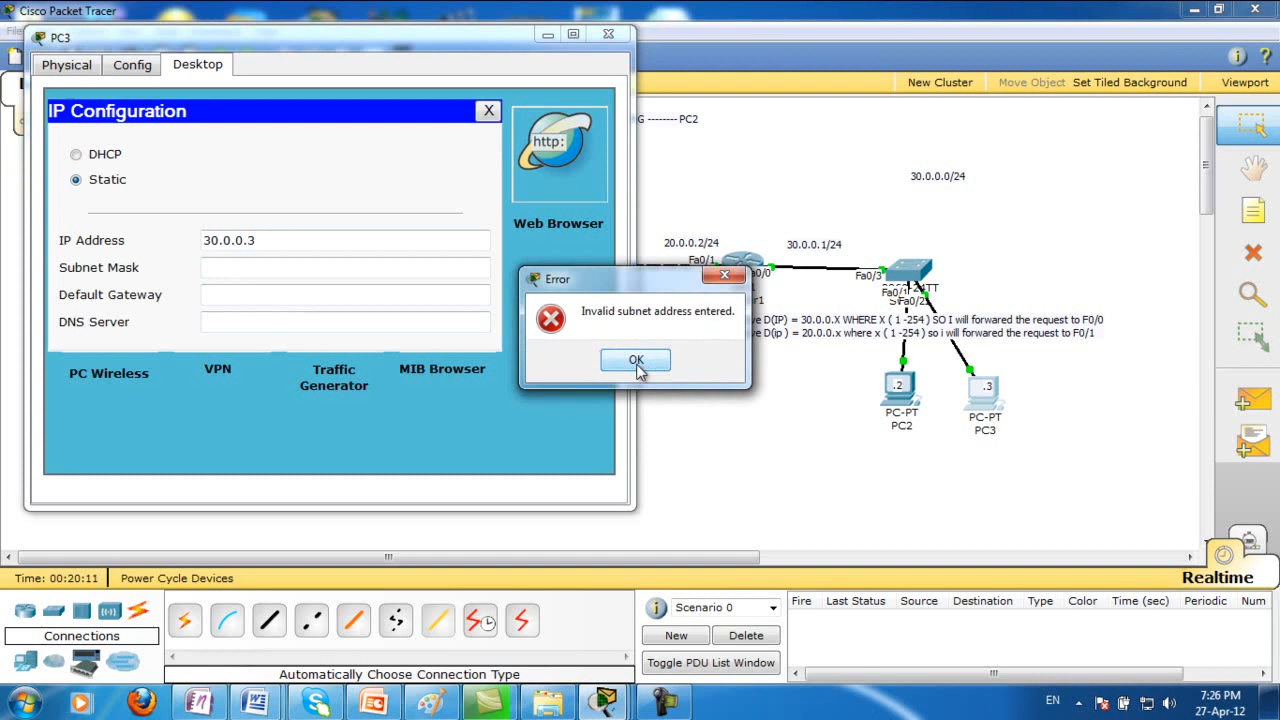 Cisco Packet Tracer
PC3
Physical
Config
Desktop
IP Configuration
X
DHCP
Static
IP Address
30.0.0.3
Subnet Mask
Default Gateway
DNS Server
http:
Web Browser
PC Wireless
VPN
Traffic
Generator
MIB Browser
Error
Invalid subnet address entered.
OK
New Cluster
Move Object
Set Tiled Background
Viewport
G -------- PC2
30.0.0.0/24
20.0.0.2/24
30.0.0.1/24
Fa0/1
Fa0/3
D(IP) = 30.0.0.X WHERE X ( 1 -254 ) SO I will forwarded the request to F0/0
D(ip ) = 20.0.0.x where x ( 1 -254 ) so i will forwarded the request to F0/1
.2
.3
PC-PT
PC2
PC-PT
PC3
Time: 00:20:11
Power Cycle Devices
Realtime
Connections
Automatically Choose Connection Type
Scenario 0
New
Delete
Toggle PDU List Window
Fire
Last Status
Source
Destination
Type
Color
Time (sec)
Periodic
Num
EN
7:26 PM
27-Apr-12